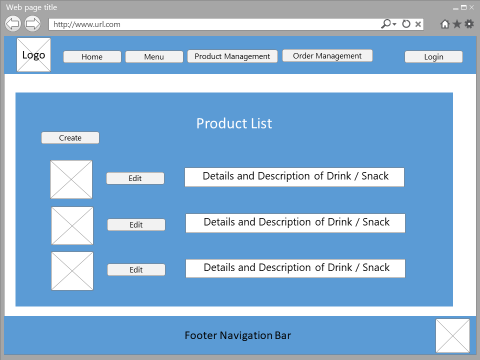 Web page title
http://www.url.com
Logo
Home
Menu
Product Management
Order Management
Login
Product List
Create
Edit
Details and Description of Drink / Snack
Edit
Details and Description of Drink / Snack
Edit
Details and Description of Drink / Snack
Footer Navigation Bar